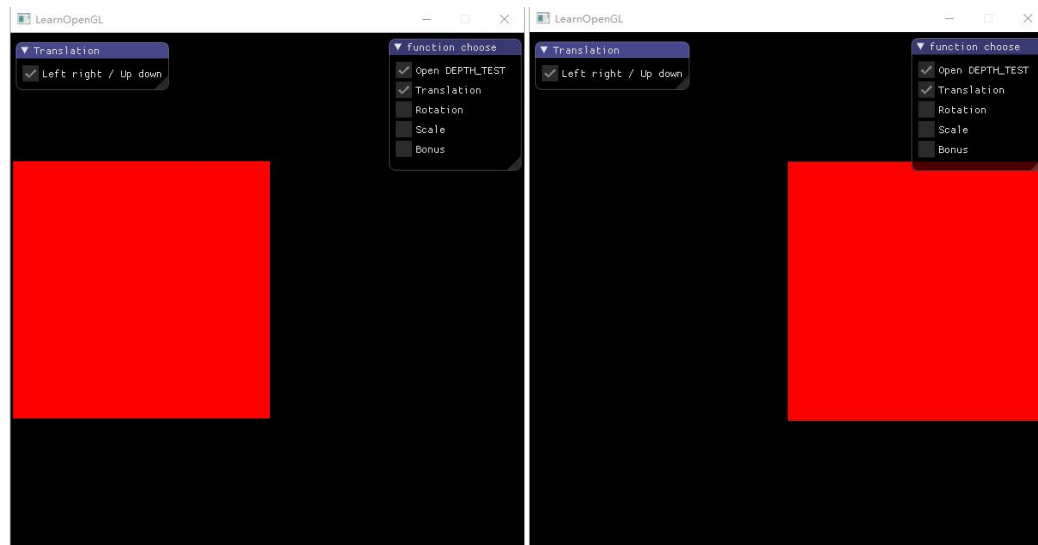 LearnOpenGL
Translation
Left right / Up down
function choose
Open DEPTH_TEST
Translation
Rotation
Scale
Bonus
LearnOpenGL
Translation
Left right / Up down
function choose
Open DEPTH_TEST
Translation
Rotation
Scale
Bonus